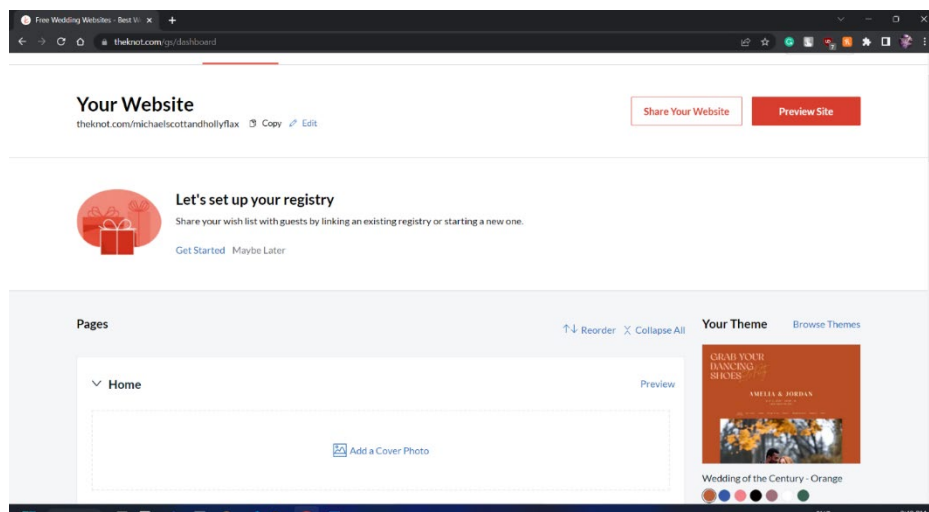 Free Wedding Websites - Best W
theknot.com/gs/dashboard
Your Website
theknot.com/michaelscottandhollyflax Copy Edit
Share Your Website
Preview Site
Let's set up your registry
Share your wish list with guests by linking an existing registry or starting a new one.
Get Started Maybe Later
Pages
Reorder Collapse All
Home
Preview
Add a Cover Photo
Your Theme Browse Themes
GRAB YOUR
DANCING
SHOES
AMELIA & JORDAN
Wedding of the Century - Orange